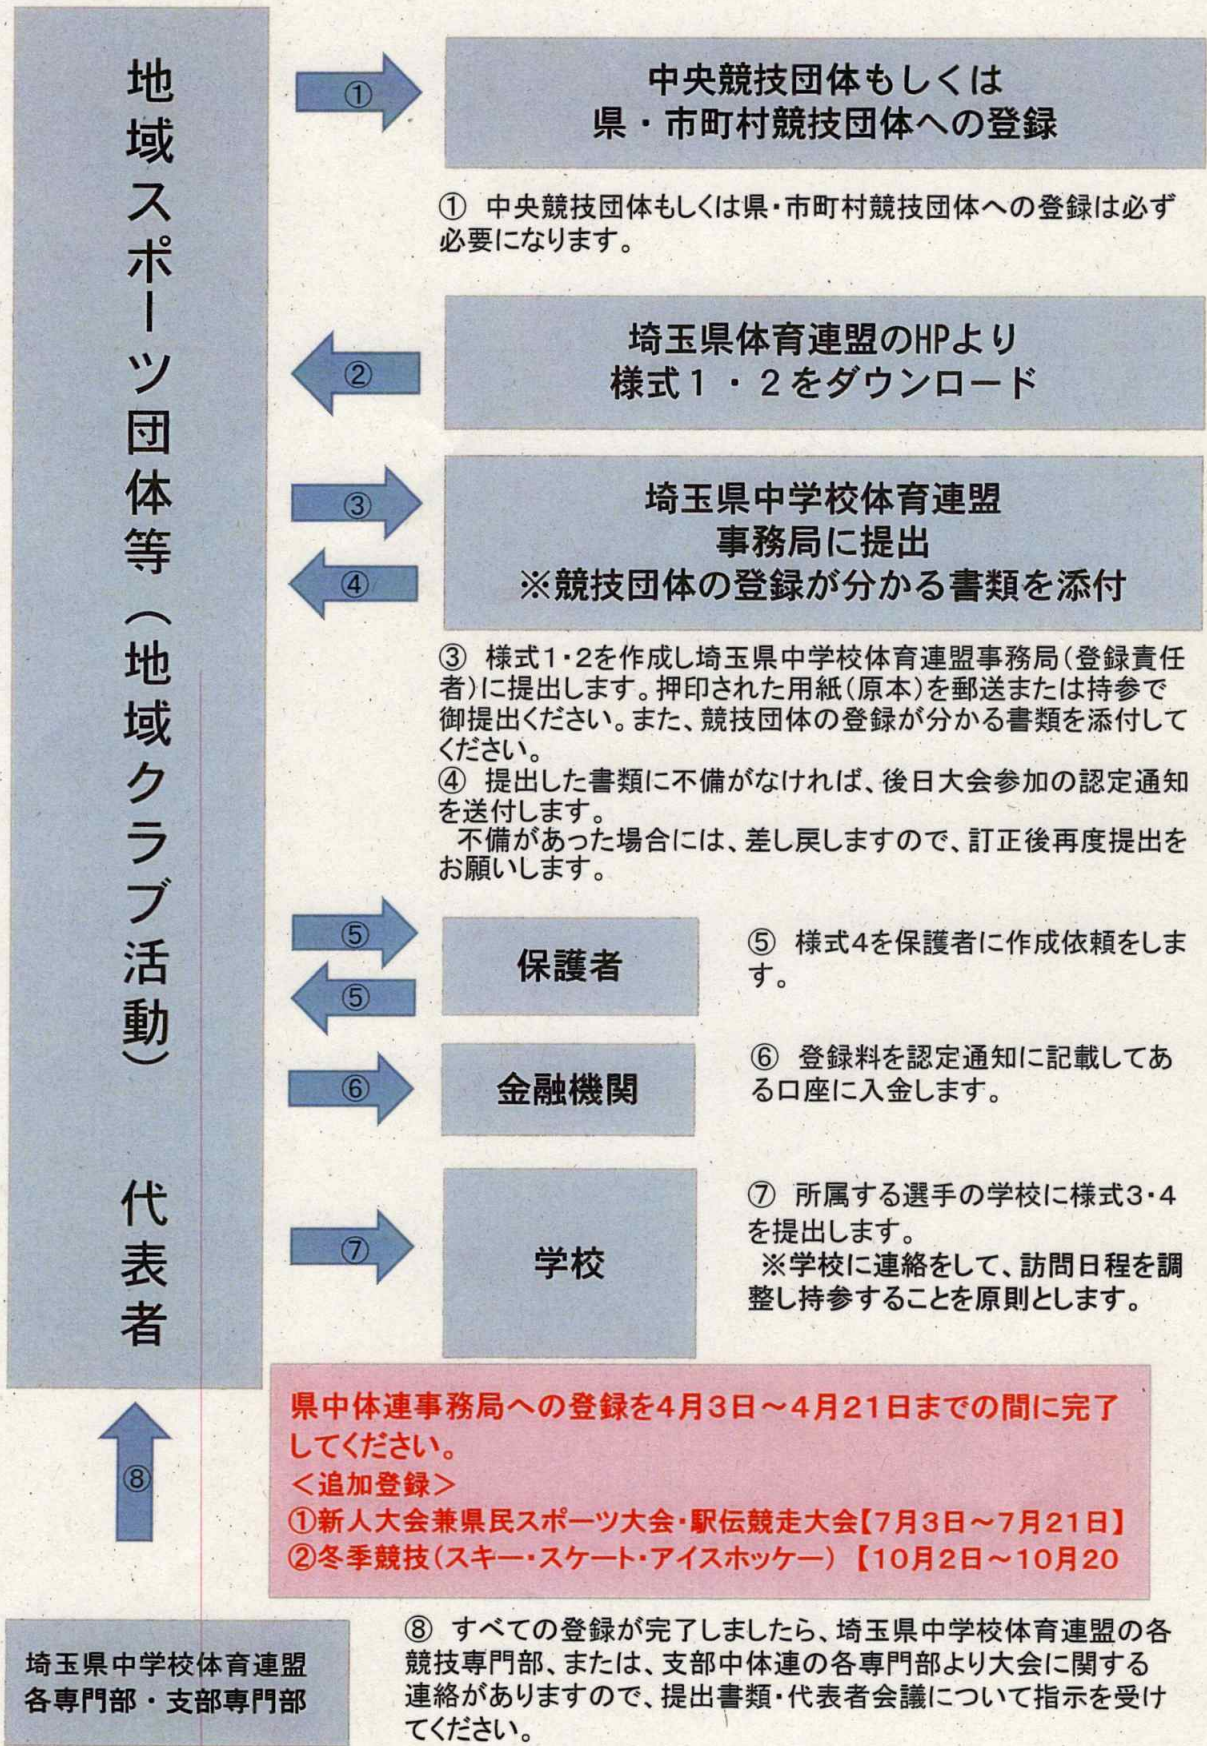 地域スポーツ団体等（地域クラブ活動）　代表者
①
中央競技団体もしくは
県・市町村競技団体への登録
①　中央競技団体もしくは県・市町村競技団体への登録は必ず
必要になります。
②
埼玉県体育連盟のHPより
様式１・２をダウンロード
③
④
埼玉県中学校体育連盟
事務局に提出
※競技団体の登録が分かる書類を添付
③　様式1・2を作成し埼玉県中学校体育連盟事務局（登録責任
者）に提出します。押印された用紙（原本）を郵送または持参で
御提出ください。また、競技団体の登録が分かる書類を添付して
ください。
④　提出した書類に不備がなければ、後日大会参加の認定通知
を送付します。
　不備があった場合には、差し戻しますので、訂正後再度提出を
お願いします。
⑤
⑤
保護者
⑤　様式4を保護者に作成依頼をしま
す。
⑥
金融機関
⑥　登録料を認定通知に記載してあ
る口座に入金します。
⑦
学校
⑦　所属する選手の学校に様式3・4
を提出します。
　※学校に連絡をして、訪問日程を調
整し持参することを原則とします。
県中体連事務局への登録を4月3日～4月21日までの間に完了
してください。
＜追加登録＞
①新人大会兼県民スポーツ大会・駅伝競走大会【7月3日～7月21日】
②冬季競技（スキー・スケート・アイスホッケー）【10月2日～10月20
⑧
埼玉県中学校体育連盟
各専門部・支部専門部
⑧　すべての登録が完了しましたら、埼玉県中学校体育連盟の各
競技専門部、または、支部中体連の各専門部より大会に関する
連絡がありますので、提出書類・代表者会議について指示を受け
てください。